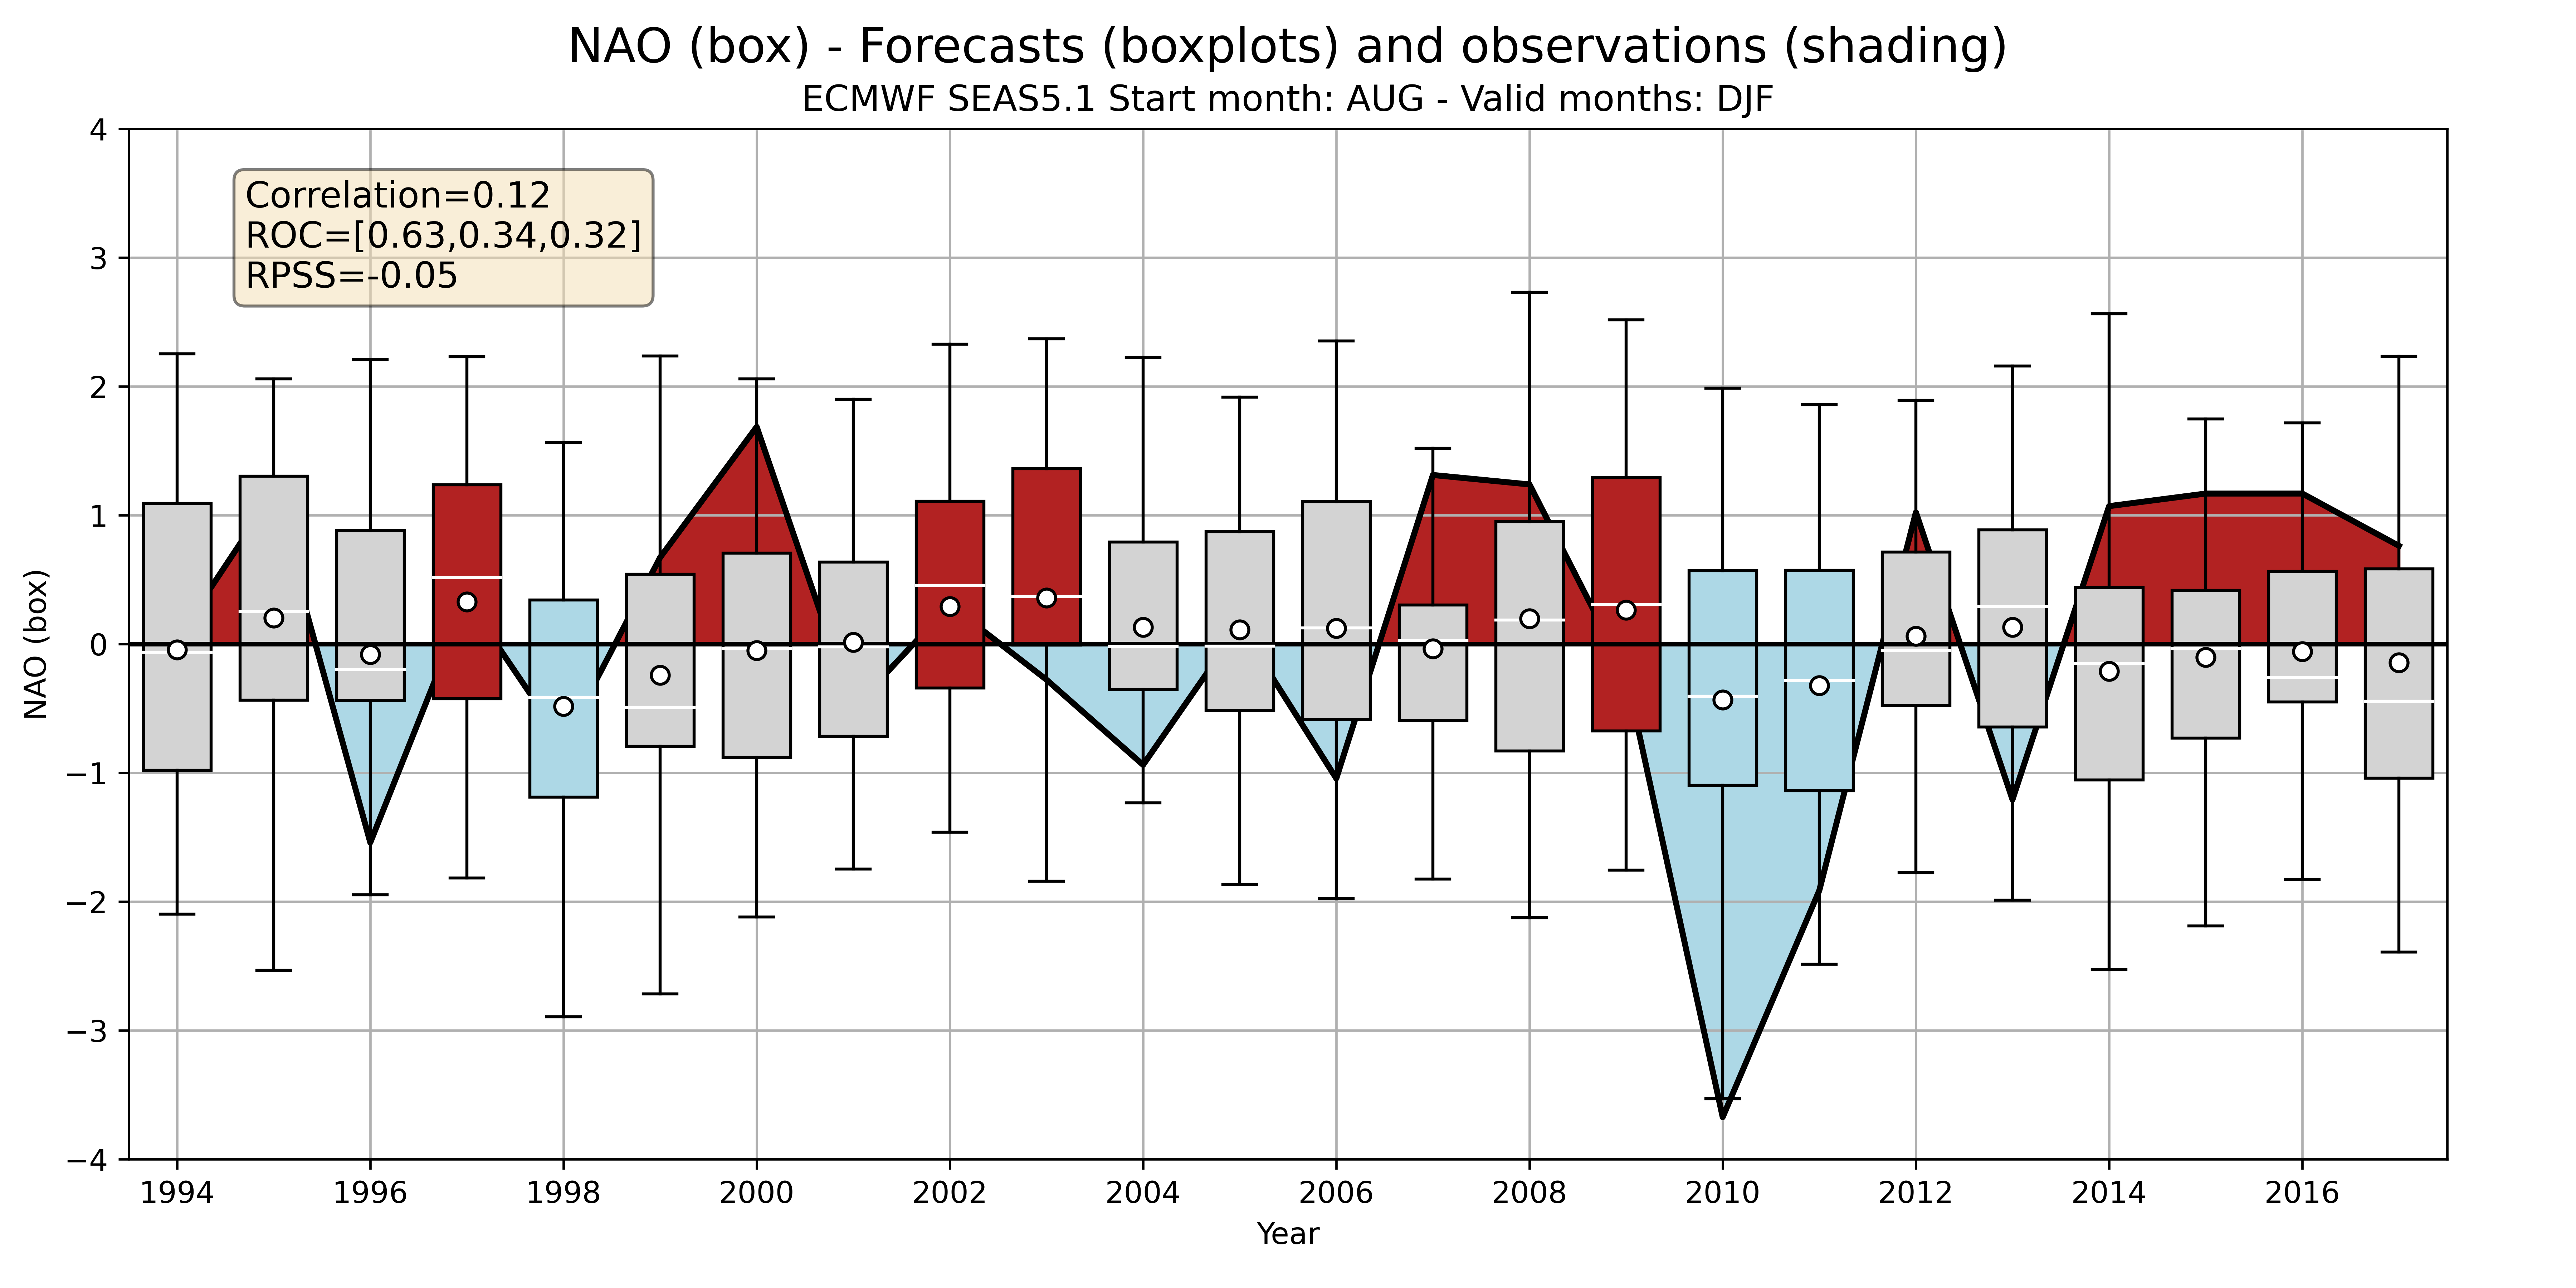 NAO (box) - Forecasts (boxplots) and observations (shading)
ECMWF SEAS5.1 Start month: AUG - Valid months: DJF
Correlation=0.12
ROC=[0.63,0.34,0.32]
RPSS=-0.05
NAO (box)
4
3
2
1
0
−1
−2
−3
−4
1994 1996 1998 2000 2002 2004 2006 2008 2010 2012 2014 2016
Year